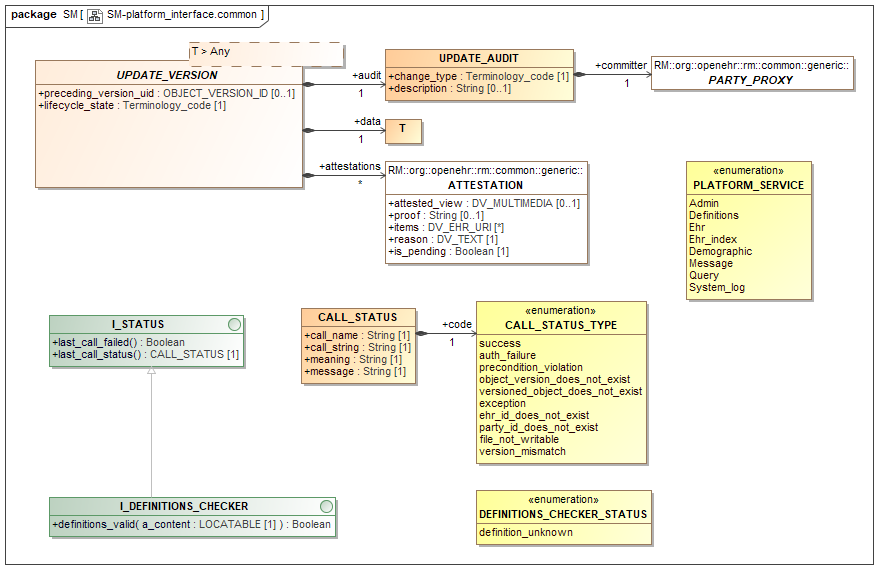 package SM [ SM-platform_interface.common ]
T > Any
UPDATE_VERSION
+preceding_version_uid : OBJECT_VERSION_ID [0..1]
+lifecycle_state : Terminology_code [1]
+audit
1
UPDATE_AUDIT
+change_type : Terminology_code [1]
+description : String [0..1]
+committer
1
RM::org::openehr::rm::common::generic::
PARTY_PROXY
+data
1
T
+attestations
*
RM::org::openehr::rm::common::generic::
ATTESTATION
+attested_view : DV_MULTIMEDIA [0..1]
+proof : String [0..1]
+items : DV_EHR_URI [*]
+reason : DV_TEXT [1]
+is_pending : Boolean [1]
«enumeration»
PLATFORM_SERVICE
Admin
Definitions
Ehr
Ehr_index
Demographic
Message
Query
System_log
I_STATUS
+last_call_failed() : Boolean
+last_call_status() : CALL_STATUS [1]
CALL_STATUS
+call_name : String [1]
+call_string : String [1]
+meaning : String [1]
+message : String [1]
+code
1
«enumeration»
CALL_STATUS_TYPE
success
auth_failure
precondition_violation
object_version_does_not_exist
versioned_object_does_not_exist
exception
ehr_id_does_not_exist
party_id_does_not_exist
file_not_writable
version_mismatch
I_DEFINITIONS_CHECKER
+definitions_valid( a_content : LOCATABLE [1] ) : Boolean
«enumeration»
DEFINITIONS_CHECKER_STATUS
definition_unknown